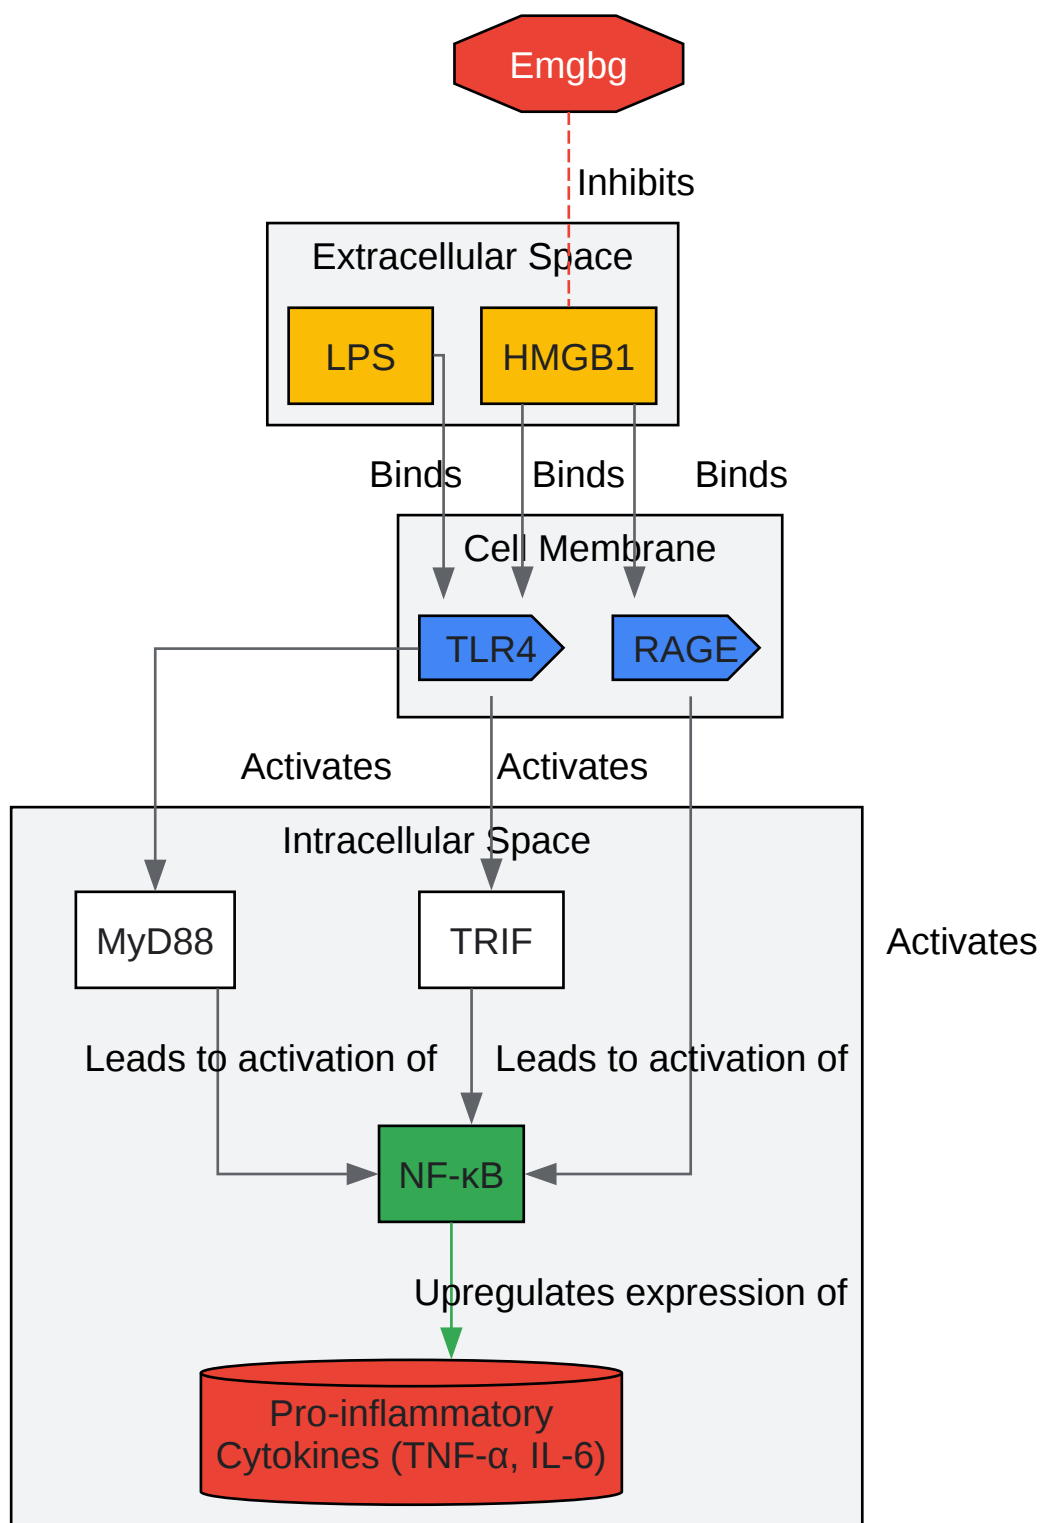 Emgbg
Inhibits
Extracellular Space
LPS
HMGB1
Binds
Binds
Binds
Cell Membrane
TLR4
RAGE
Activates
Activates
Intracellular Space
MyD88
TRIF
Activates
Leads to activation of
Leads to activation of
NF-κB
Upregulates expression of
Pro-inflammatory
Cytokines (TNF-α, IL-6)